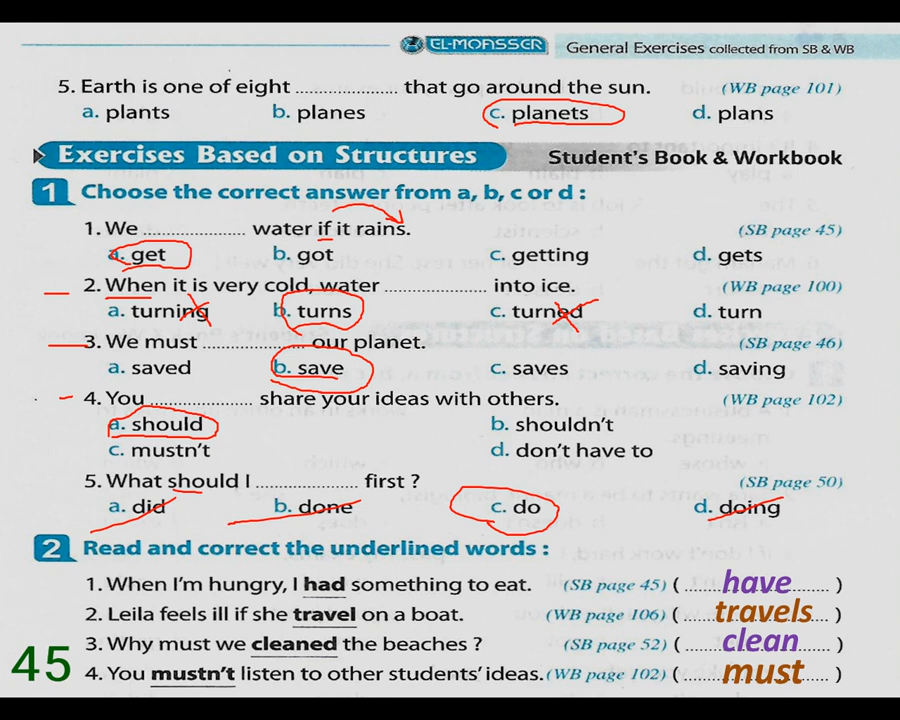 EL-MOASSER General Exercises collected from SB & WB
5. Earth is one of eight .................. that go around the sun. (WB page 101)
a. plants b. planes c. planets d. plans
Exercises Based on Structures Student's Book & Workbook
1 Choose the correct answer from a, b, c or d :
1. We .................. water if it rains. (SB page 45)
a. get b. got c. getting d. gets
2. When it is very cold, water .................. into ice. (WB page 100)
a. turning b. turns c. turned d. turn
3. We must .................. our planet. (SB page 46)
a. saved b. save c. saves d. saving
4. You .................. share your ideas with others. (WB page 102)
a. should b. shouldn't
c. mustn't d. don't have to
5. What should I .................. first ? (SB page 50)
a. did b. done c. do d. doing
2 Read and correct the underlined words :
1. When I'm hungry, I had something to eat. (SB page 45) ( have )
2. Leila feels ill if she travel on a boat. (WB page 106) ( travels )
3. Why must we cleaned the beaches ? (SB page 52) ( clean )
4. You mustn't listen to other students' ideas. (WB page 102) ( must )
45